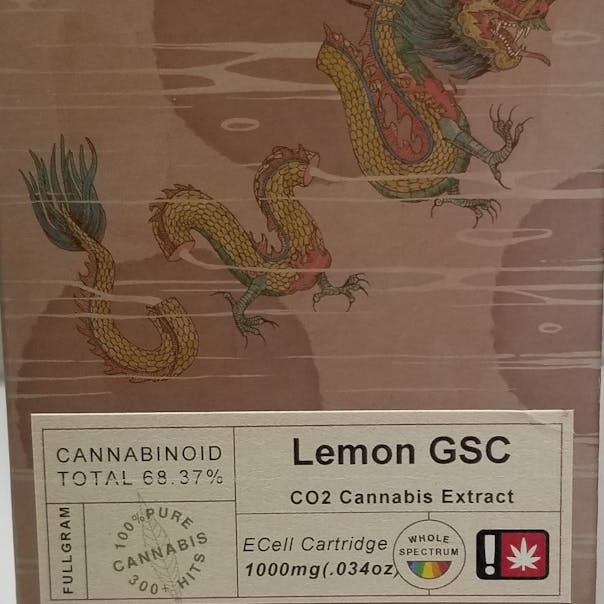 CANNABINOID
TOTAL 68.37%
Lemon GSC
CO2 Cannabis Extract
FULLGRAM
100% PURE
CANNABIS
300+ HITS
ECell Cartridge
1000mg(.034oz)
WHOLE
SPECTRUM
!